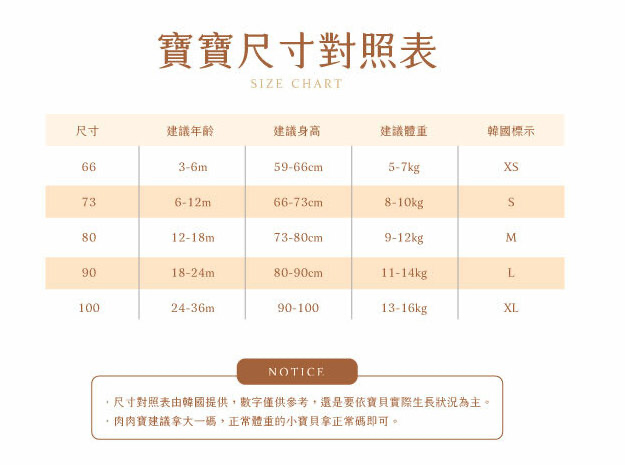 寶寶尺寸對照表
SIZE CHART
尺寸 建議年齡 建議身高 建議體重 韓國標示
66 3-6m 59-66cm 5-7kg XS
73 6-12m 66-73cm 8-10kg S
80 12-18m 73-80cm 9-12kg M
90 18-24m 80-90cm 11-14kg L
100 24-36m 90-100 13-16kg XL
NOTICE
·尺寸對照表由韓國提供，數字僅供參考，還是要依寶貝實際生長狀況為主。
·肉肉寶建議拿大一碼，正常體重的小寶貝拿正常碼即可。